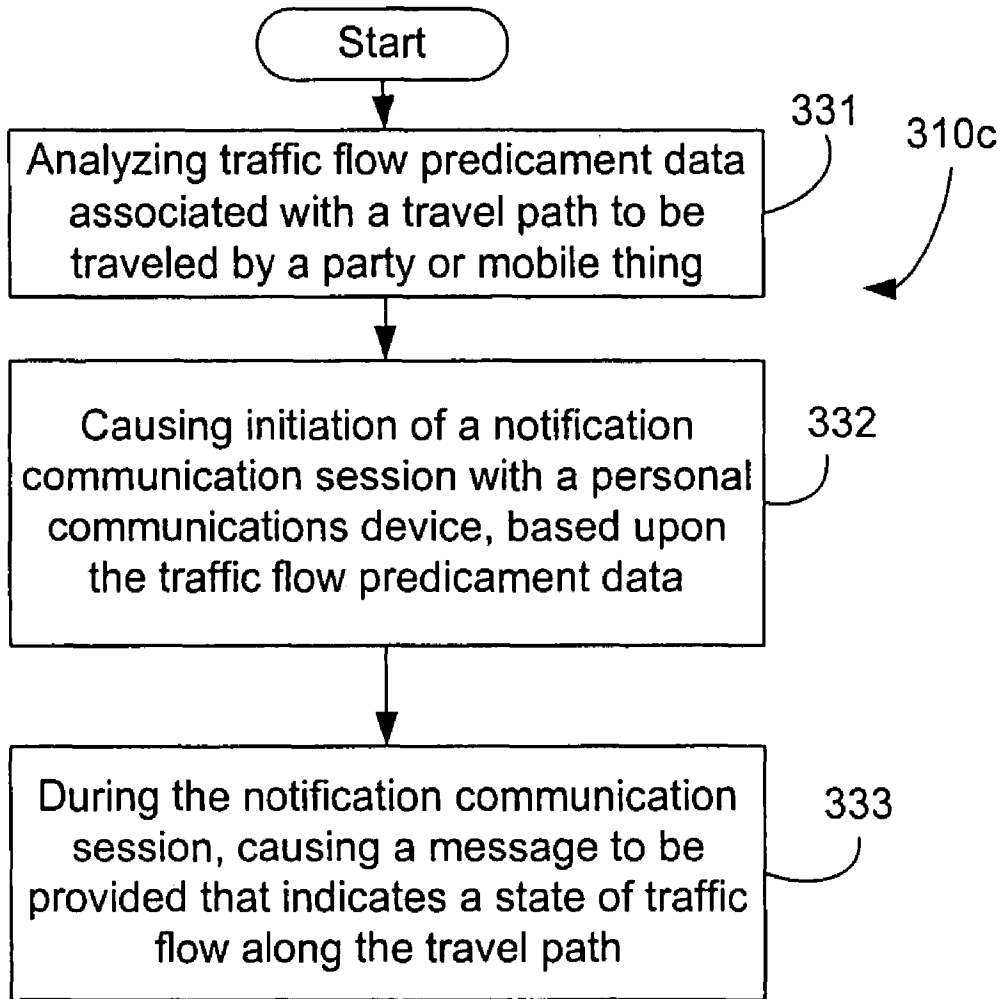 Start
331
310c
Analyzing traffic flow predicament data
associated with a travel path to be
traveled by a party or mobile thing
332
Causing initiation of a notification
communication session with a personal
communications device, based upon
the traffic flow predicament data
333
During the notification communication
session, causing a message to be
provided that indicates a state of traffic
flow along the travel path